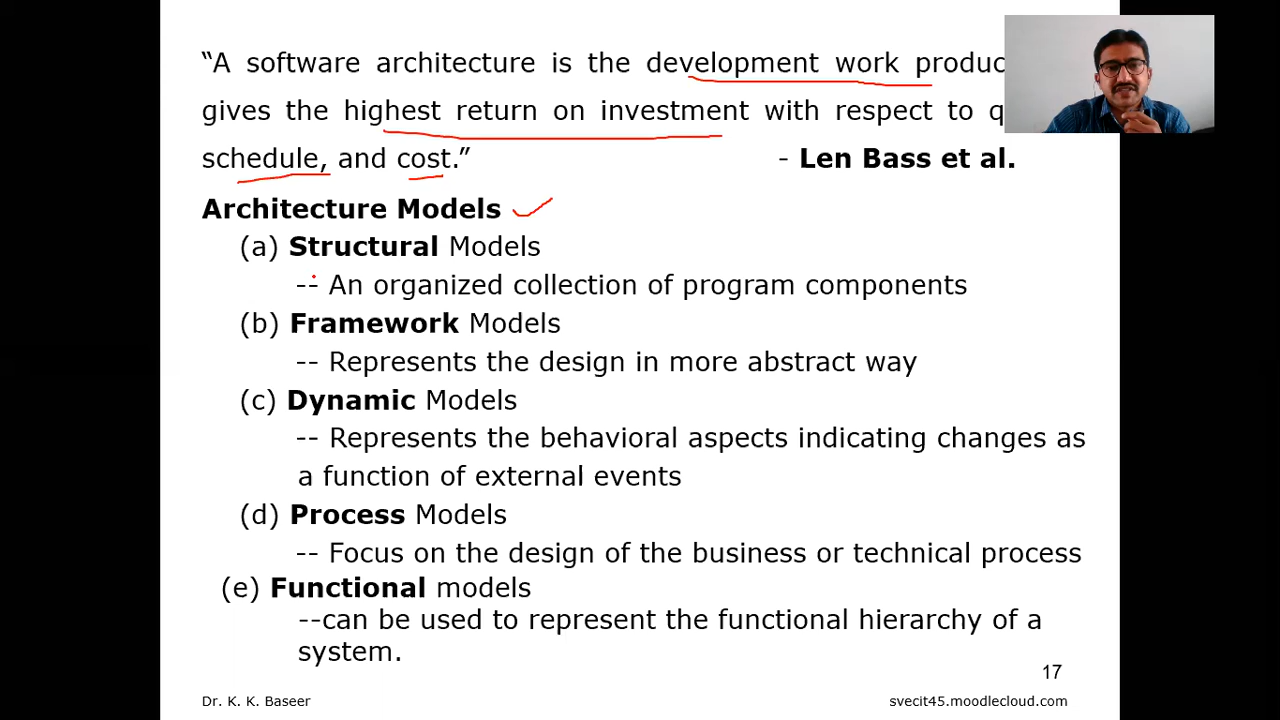 “A software architecture is the development work produc
gives the highest return on investment with respect to q
schedule, and cost.” - Len Bass et al.
Architecture Models
(a) Structural Models
-- An organized collection of program components
(b) Framework Models
-- Represents the design in more abstract way
(c) Dynamic Models
-- Represents the behavioral aspects indicating changes as
a function of external events
(d) Process Models
-- Focus on the design of the business or technical process
(e) Functional models
--can be used to represent the functional hierarchy of a
system.
17
Dr. K. K. Baseer svecit45.moodlecloud.com